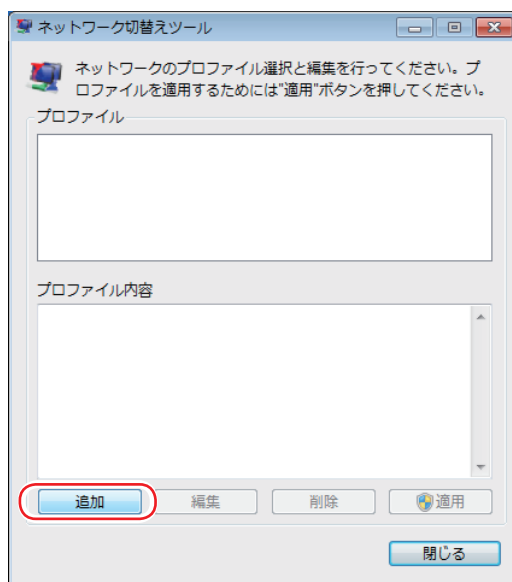 ネットワーク切替えツール
ネットワークのプロファイル選択と編集を行ってください。プ
ロファイルを適用するためには"適用"ボタンを押してください。
プロファイル
プロファイル内容
追加
編集
削除
適用
閉じる